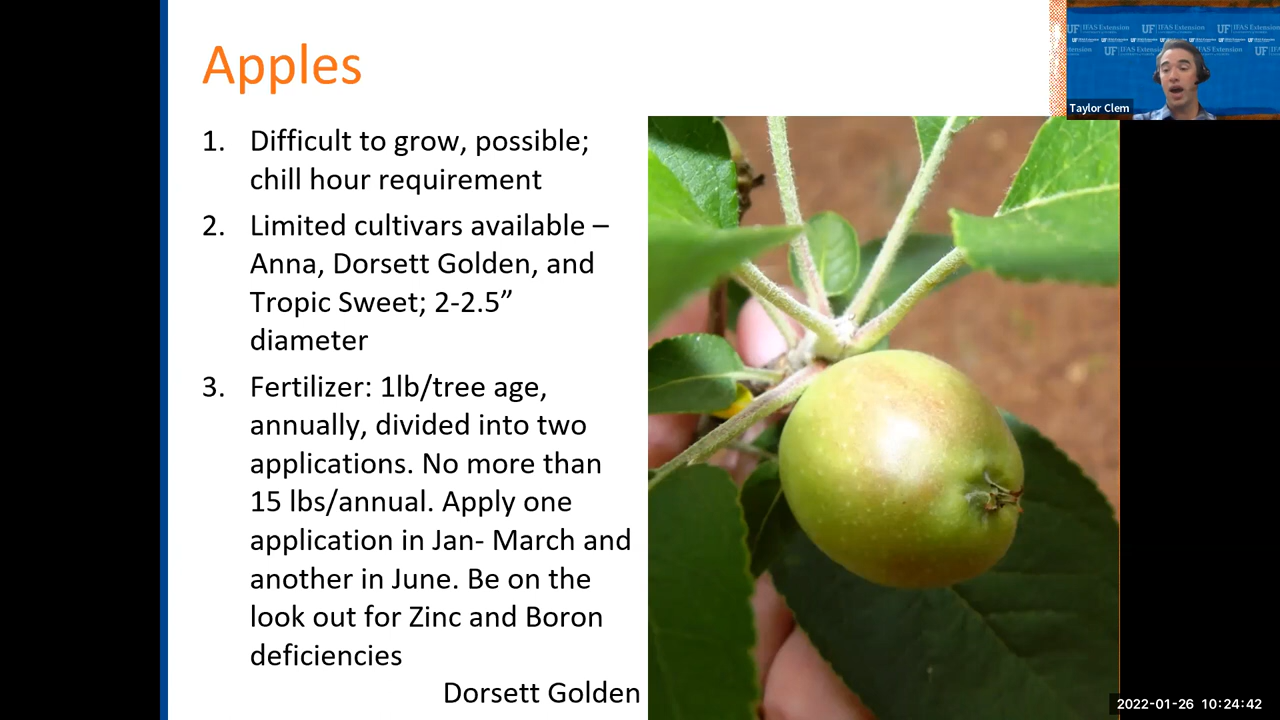 Apples
1. Difficult to grow, possible;
chill hour requirement
2. Limited cultivars available –
Anna, Dorsett Golden, and
Tropic Sweet; 2-2.5”
diameter
3. Fertilizer: 1lb/tree age,
annually, divided into two
applications. No more than
15 lbs/annual. Apply one
application in Jan- March and
another in June. Be on the
look out for Zinc and Boron
deficiencies
Dorsett Golden
UF IFAS Extension
Taylor Clem
2022-01-26 10:24:42